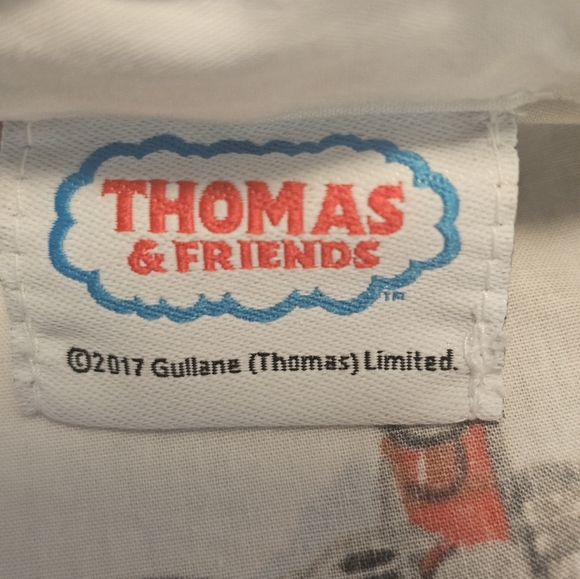 THOMAS
& FRIENDS
TM
©2017 Gullane (Thomas) Limited.